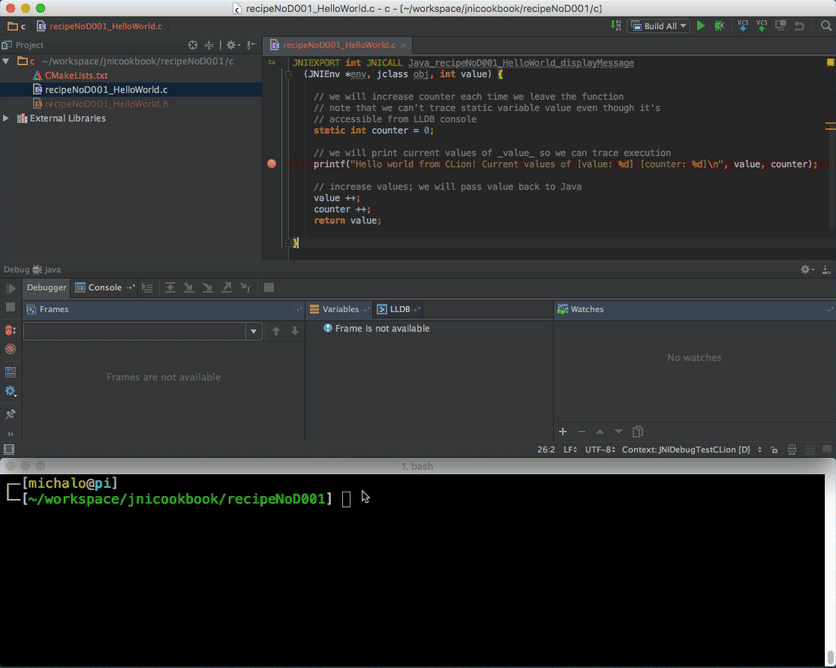 recipeNoD001_HelloWorld.c - c - [~/workspace/jnicookbook/recipeNoD001/c]
c
recipeNoD001_HelloWorld.c
Build All
VCS VCS
Project
recipeNoD001_HelloWorld.c
c ~/workspace/jnicookbook/recipeNoD001/c
CMakeLists.txt
recipeNoD001_HelloWorld.c
recipeNoD001_HelloWorld.h
External Libraries
JNIEXPORT int JNICALL Java_recipeNoD001_HelloWorld_displayMessage
(JNIEnv *env, jclass obj, int value) {
// we will increase counter each time we leave the function
// note that we can't trace static variable value even though it's
// accessible from LLDB console
static int counter = 0;
// we will print current values of _value_ so we can trace execution
printf("Hello world from CLion! Current values of [value: %d] [counter: %d]\n", value, counter);
// increase values; we will pass value back to Java
value ++;
counter ++;
return value;
}
Debug java
Debugger Console
Frames
Variables LLDB
Watches
Frame is not available
Frames are not available
No watches
26:2 LF UTF-8 Context: JNIDebugTestCLion [D]
1. bash
[michalo@pi]
[~/workspace/jnicookbook/recipeNoD001]